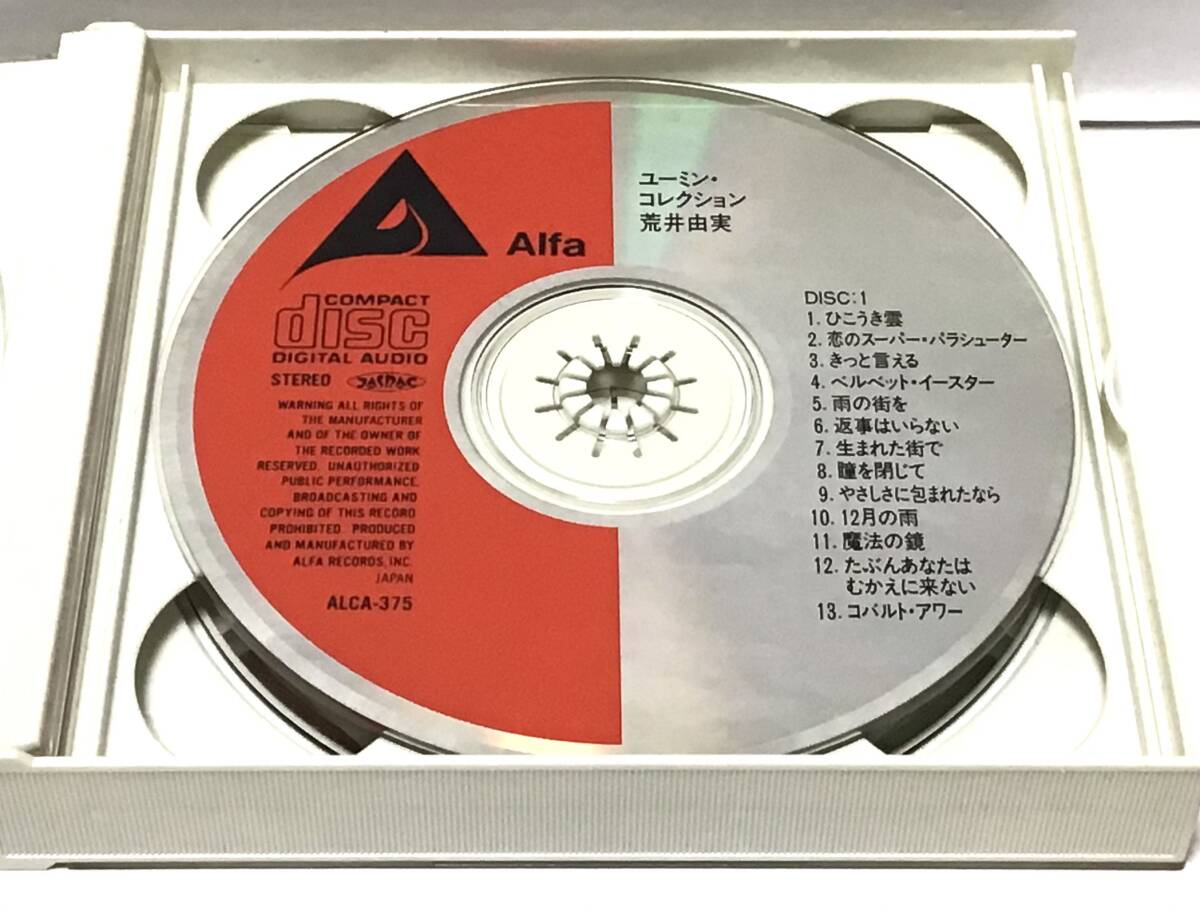 Alfa
COMPACT
disc
DIGITAL AUDIO
STEREO JASRAC
WARNING ALL RIGHTS OF
THE MANUFACTURER
AND OF THE OWNER OF
THE RECORDED WORK
RESERVED. UNAUTHORIZED
PUBLIC PERFORMANCE,
BROADCASTING AND
COPYING OF THIS RECORD
PROHIBITED. PRODUCED
AND MANUFACTURED BY
ALFA RECORDS, INC.
JAPAN
ALCA-375
ユーミン・
コレクション
荒井由実
DISC:1
1. ひこうき雲
2. 恋のスーパー・パラシューター
3. きっと言える
4. ベルベット・イースター
5. 雨の街を
6. 返事はいらない
7. 生まれた街で
8. 瞳を閉じて
9. やさしさに包まれたなら
10. 12月の雨
11. 魔法の鏡
12. たぶんあなたは
むかえに来ない
13. コバルト・アワー